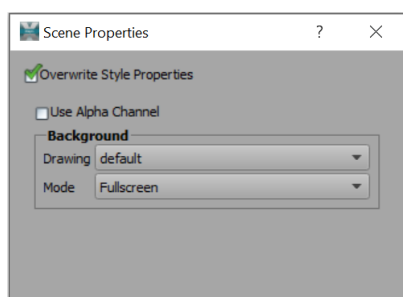 Scene Properties ?
Overwrite Style Properties
Use Alpha Channel
Background
Drawing default
Mode Fullscreen